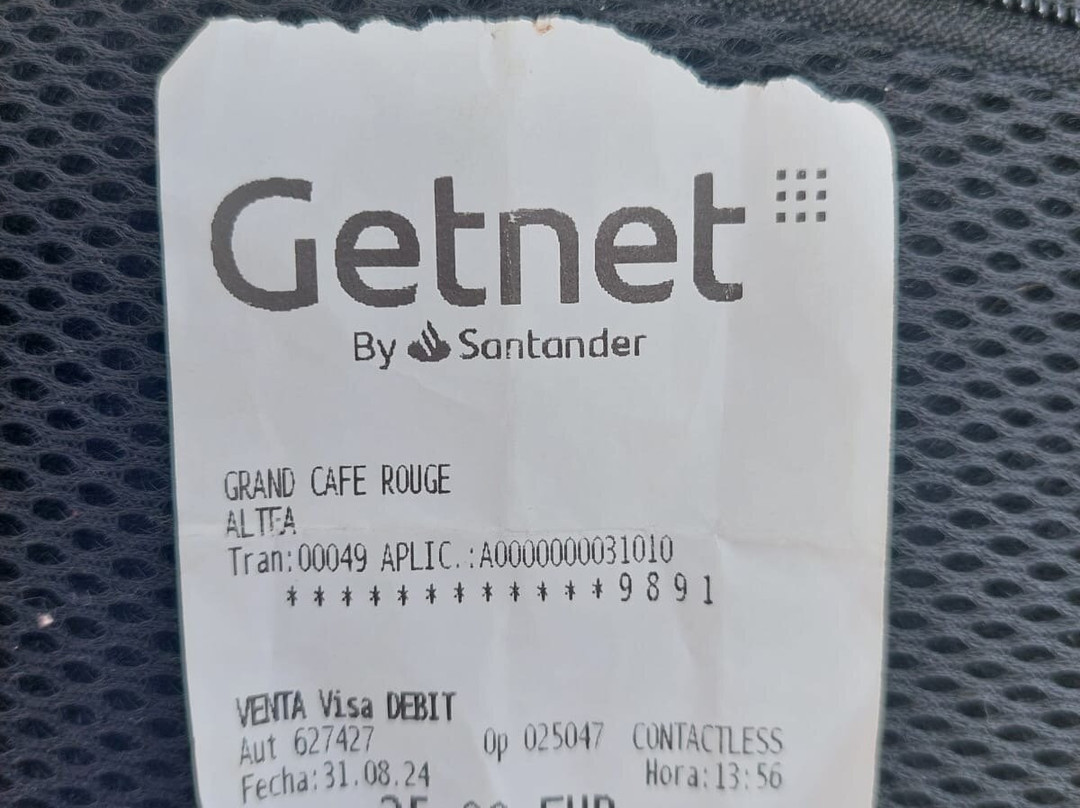 Getnet
By Santander
GRAND CAFE ROUGE
ALTEA
Tran:00049 APLIC.:A0000000031010
************9891
VENTA Visa DEBIT
Aut 627427 Op 025047 CONTACTLESS
Fecha:31.08.24 Hora:13:56
EUR